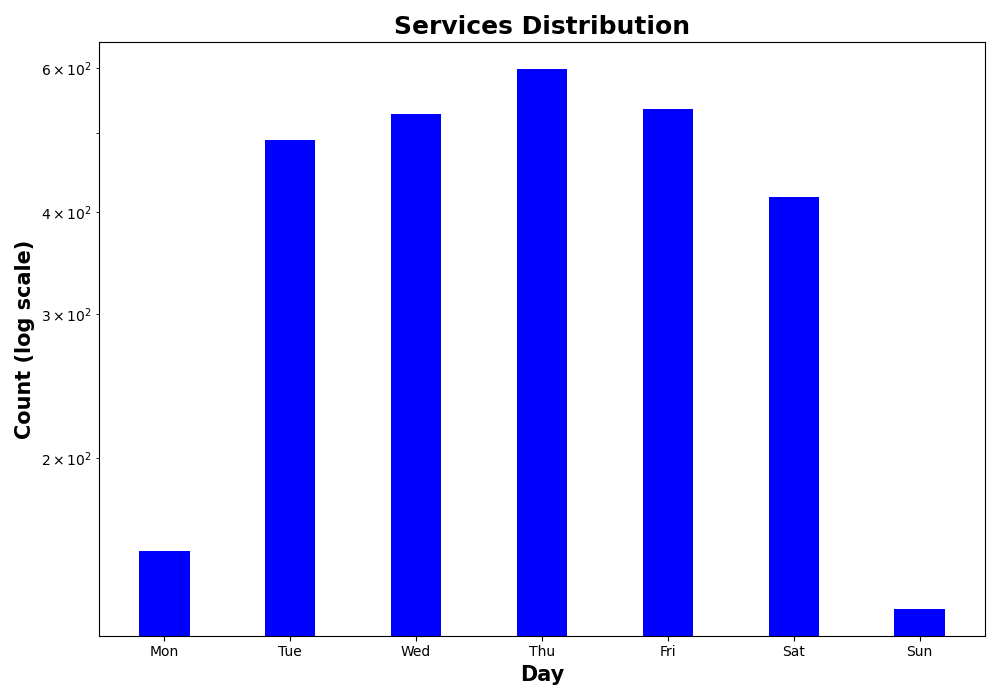 Services Distribution
6 × 10²
4 × 10²
3 × 10²
2 × 10²
Count (log scale)
Mon Tue Wed Thu Fri Sat Sun
Day